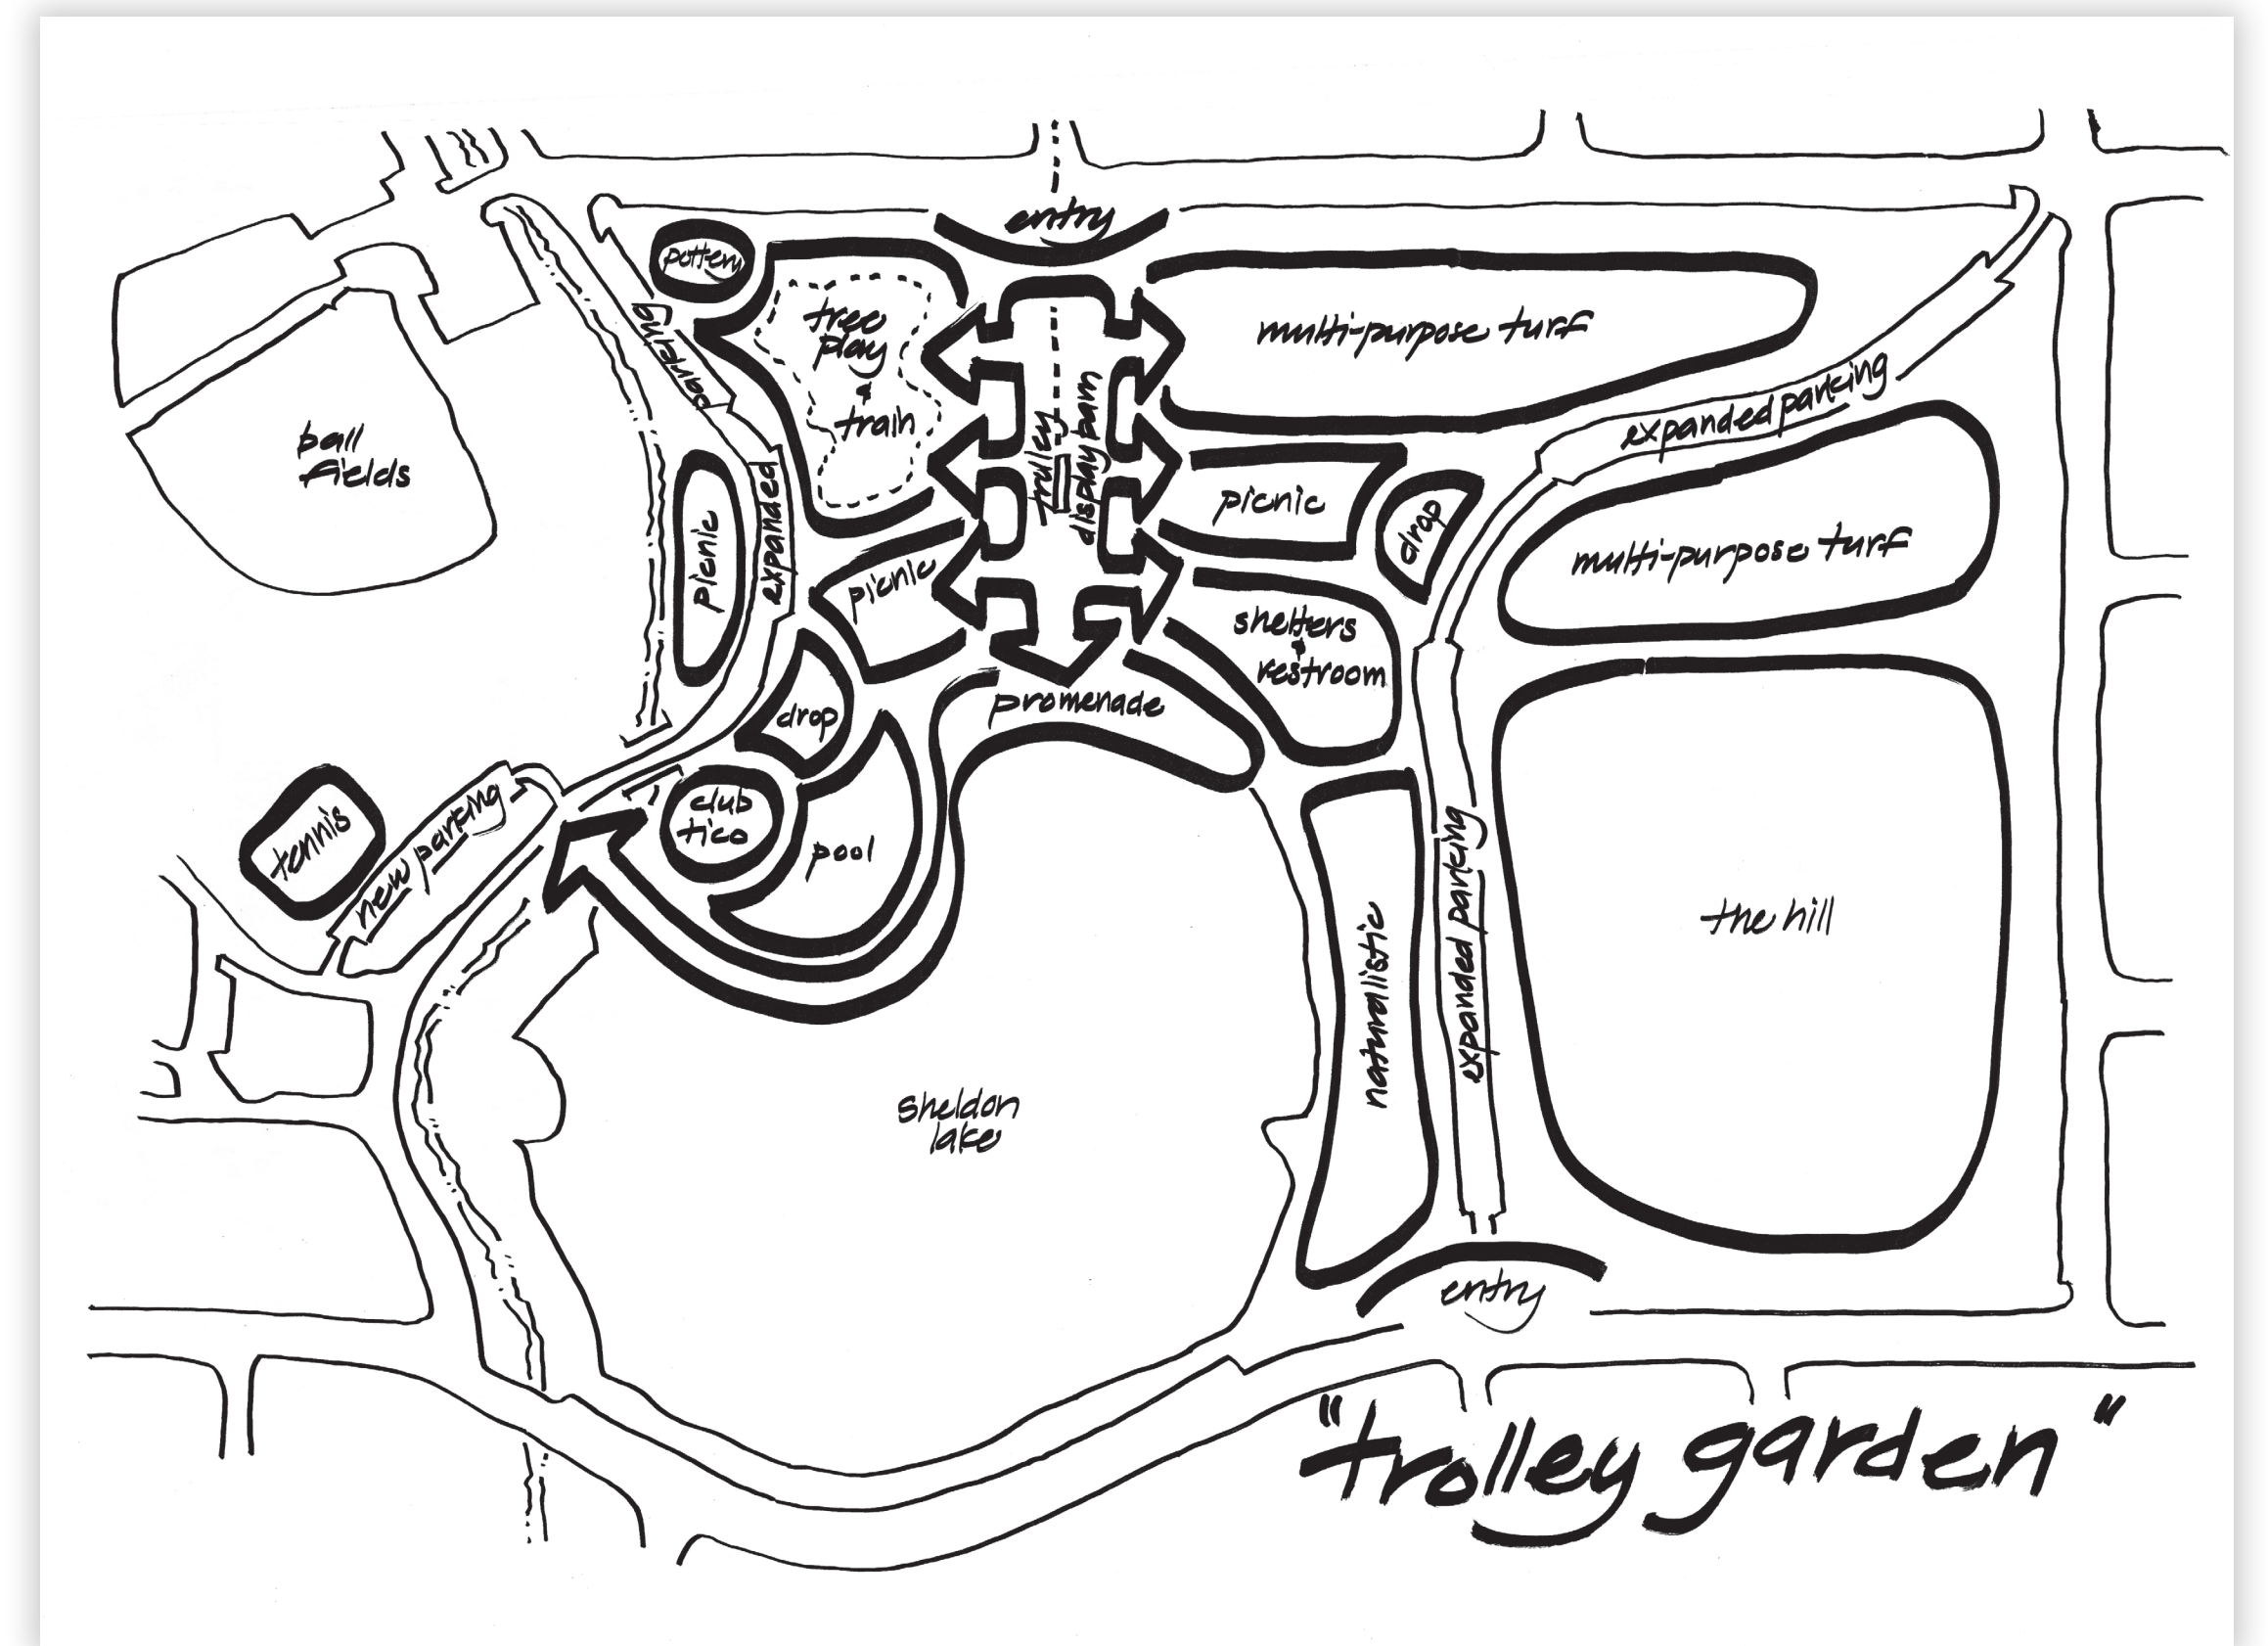 entry
pottery
tree
play
&
train
multi-purpose turf
parking
expanded
trolley
display barn
expanded parking
ball
fields
picnic
drop
picnic
picnic
multi-purpose turf
shelters
&
restroom
promenade
drop
club
tico
pool
tennis
new parking
the hill
naturalistic
expanded parking
sheldon
lake
entry
"trolley garden"